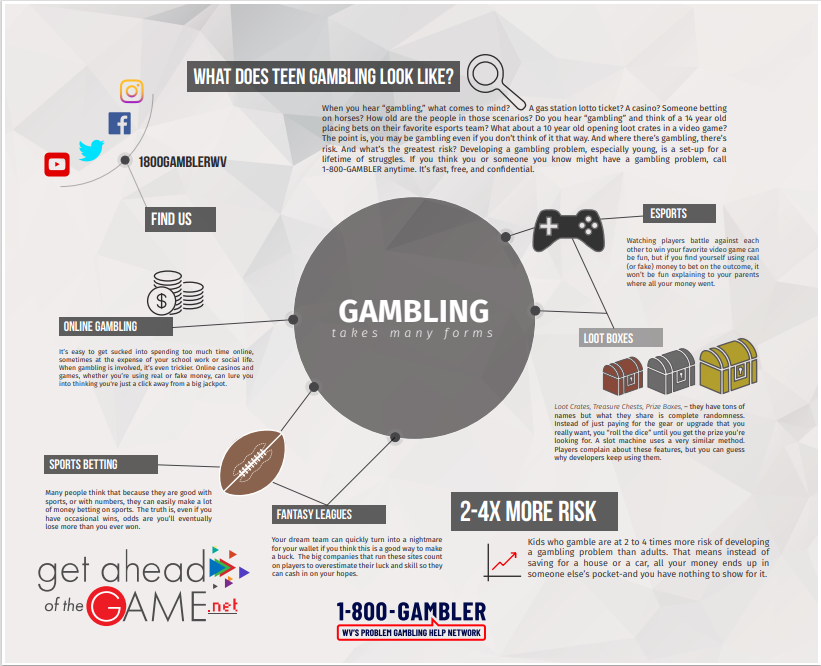 WHAT DOES TEEN GAMBLING LOOK LIKE?
When you hear “gambling,” what comes to mind? A gas station lotto ticket? A casino? Someone betting
on horses? How old are the people in those scenarios? Do you hear “gambling” and think of a 14 year old
placing bets on their favorite esports team? What about a 10 year old opening loot crates in a video game?
The point is, you may be gambling even if you don’t think of it that way. And where there’s gambling, there’s
risk. And what’s the greatest risk? Developing a gambling problem, especially young, is a set-up for a
lifetime of struggles. If you think you or someone you know might have a gambling problem, call
1-800-GAMBLER anytime. It’s fast, free, and confidential.
1800GAMBLERWV
FIND US
GAMBLING
takes many forms
ESPORTS
Watching players battle against each
other to win your favorite video game can
be fun, but if you find yourself using real
(or fake) money to bet on the outcome, it
won’t be fun explaining to your parents
where all your money went.
LOOT BOXES
Loot Crates, Treasure Chests, Prize Boxes, – they have tons of
names but what they share is complete randomness.
Instead of just paying for the gear or upgrade that you
really want, you “roll the dice” until you get the prize you’re
looking for. A slot machine uses a very similar method.
Players complain about these features, but you can guess
why developers keep using them.
$
ONLINE GAMBLING
It’s easy to get sucked into spending too much time online,
sometimes at the expense of your school work or social life.
When gambling is involved, it’s even trickier. Online casinos and
games, whether you’re using real or fake money, can lure you
into thinking you’re just a click away from a big jackpot.
SPORTS BETTING
Many people think that because they are good with
sports, or with numbers, they can easily make a lot
of money betting on sports. The truth is, even if you
have occasional wins, odds are you’ll eventually
lose more than you ever won.
FANTASY LEAGUES
Your dream team can quickly turn into a nightmare
for your wallet if you think this is a good way to make
a buck. The big companies that run these sites count
on players to overestimate their luck and skill so they
can cash in on your hopes.
2-4X MORE RISK
Kids who gamble are at 2 to 4 times more risk of developing
a gambling problem than adults. That means instead of
saving for a house or a car, all your money ends up in
someone else’s pocket-and you have nothing to show for it.
get ahead
of the GAME.net
1-800-GAMBLER
WV'S PROBLEM GAMBLING HELP NETWORK